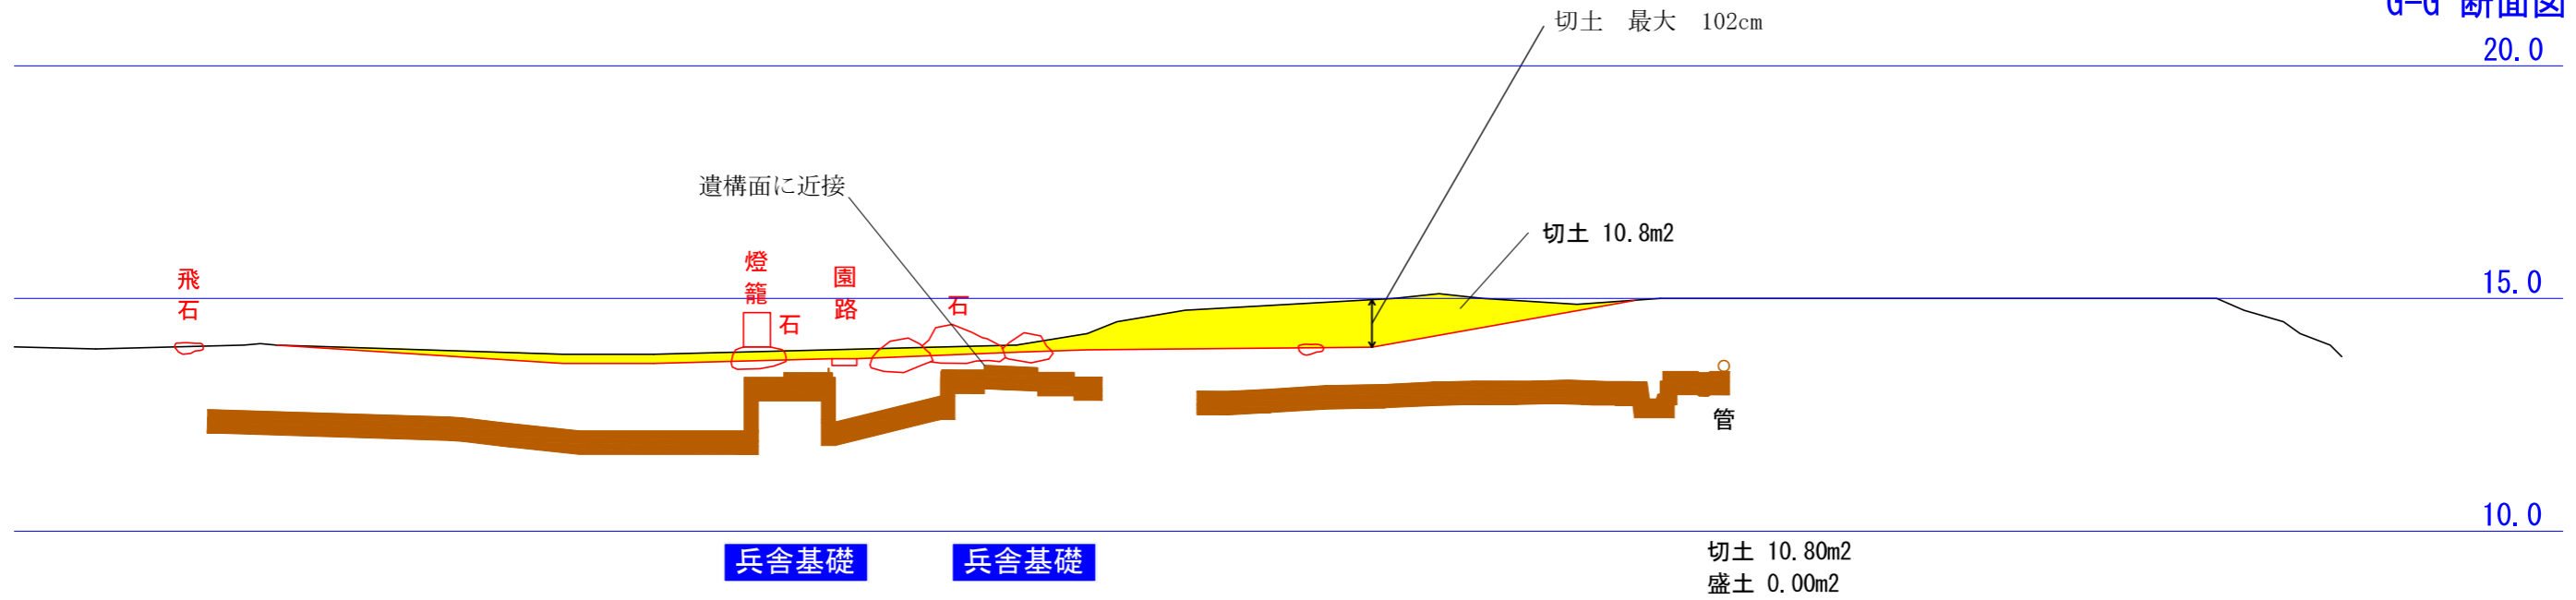 G-G 断面図
切土　最大　102cm
20.0
遺構面に近接
切土 10.8m2
飛石
燈籠
石
園路
石
15.0
管
10.0
兵舎基礎
兵舎基礎
切土 10.80m2
盛土 0.00m2